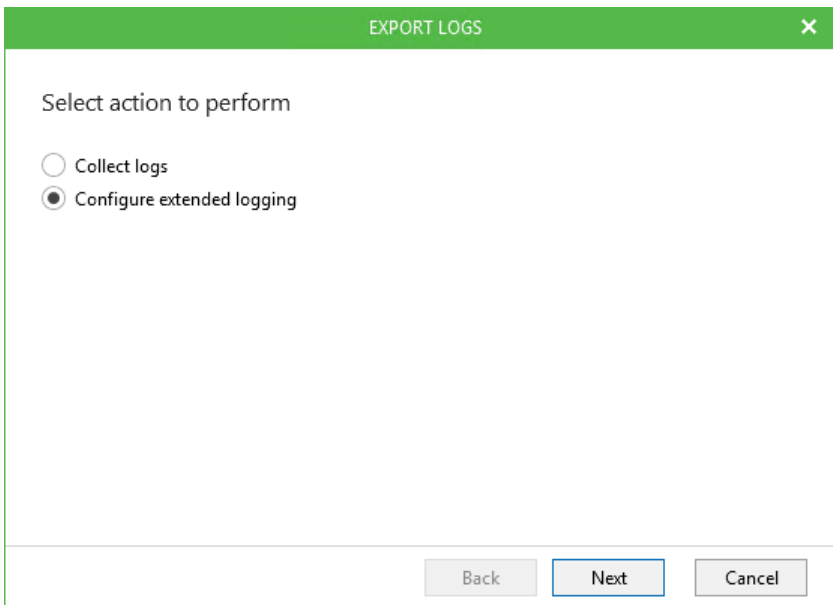 EXPORT LOGS
Select action to perform
Collect logs
Configure extended logging
Back Next Cancel